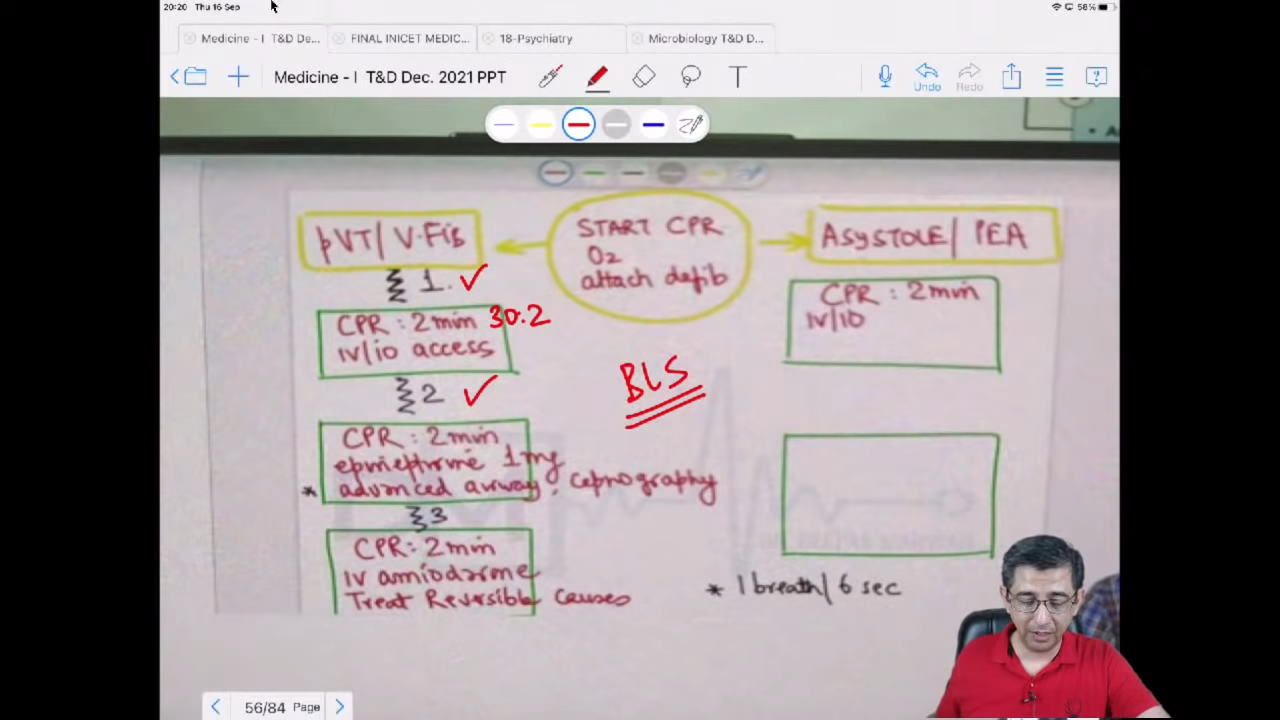 20:20 Thu 16 Sep
58%
Medicine - I T&D De...
FINAL INICET MEDIC...
18-Psychiatry
Microbiology T&D D...
Medicine - I T&D Dec. 2021 PPT
Undo
Redo
START CPR
O2
attach defib
pVT/ V.Fib
1.
CPR : 2 min 30:2
iv/io access
2
CPR : 2 min
epinephrine 1mg
* advanced airway, capnography
3
CPR: 2 min
iv amiodarone
Treat Reversible causes
BLS
ASYSTOLE/ PEA
CPR : 2 min
iv/io
* 1 breath/ 6 sec
56/84 Page